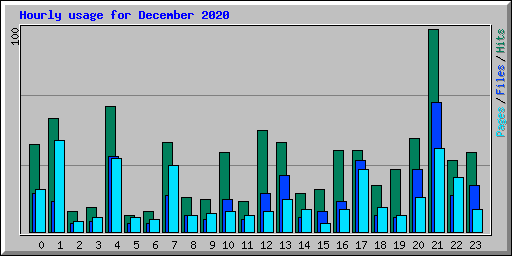 Hourly usage for December 2020
100
Pages/Files/Hits
0 1 2 3 4 5 6 7 8 9 10 11 12 13 14 15 16 17 18 19 20 21 22 23